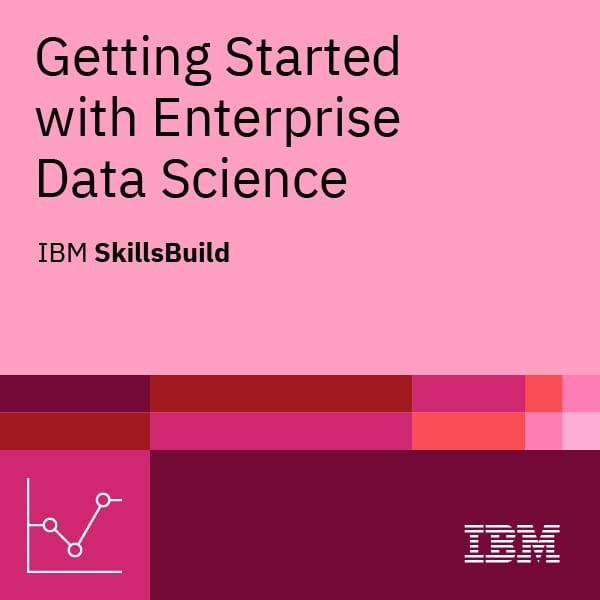 Getting Started
with Enterprise
Data Science
IBM SkillsBuild
IBM